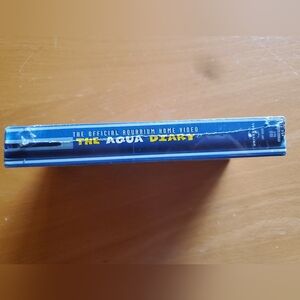 THE OFFICIAL AQUARIUM HOME VIDEO
THE AQUA DIARY